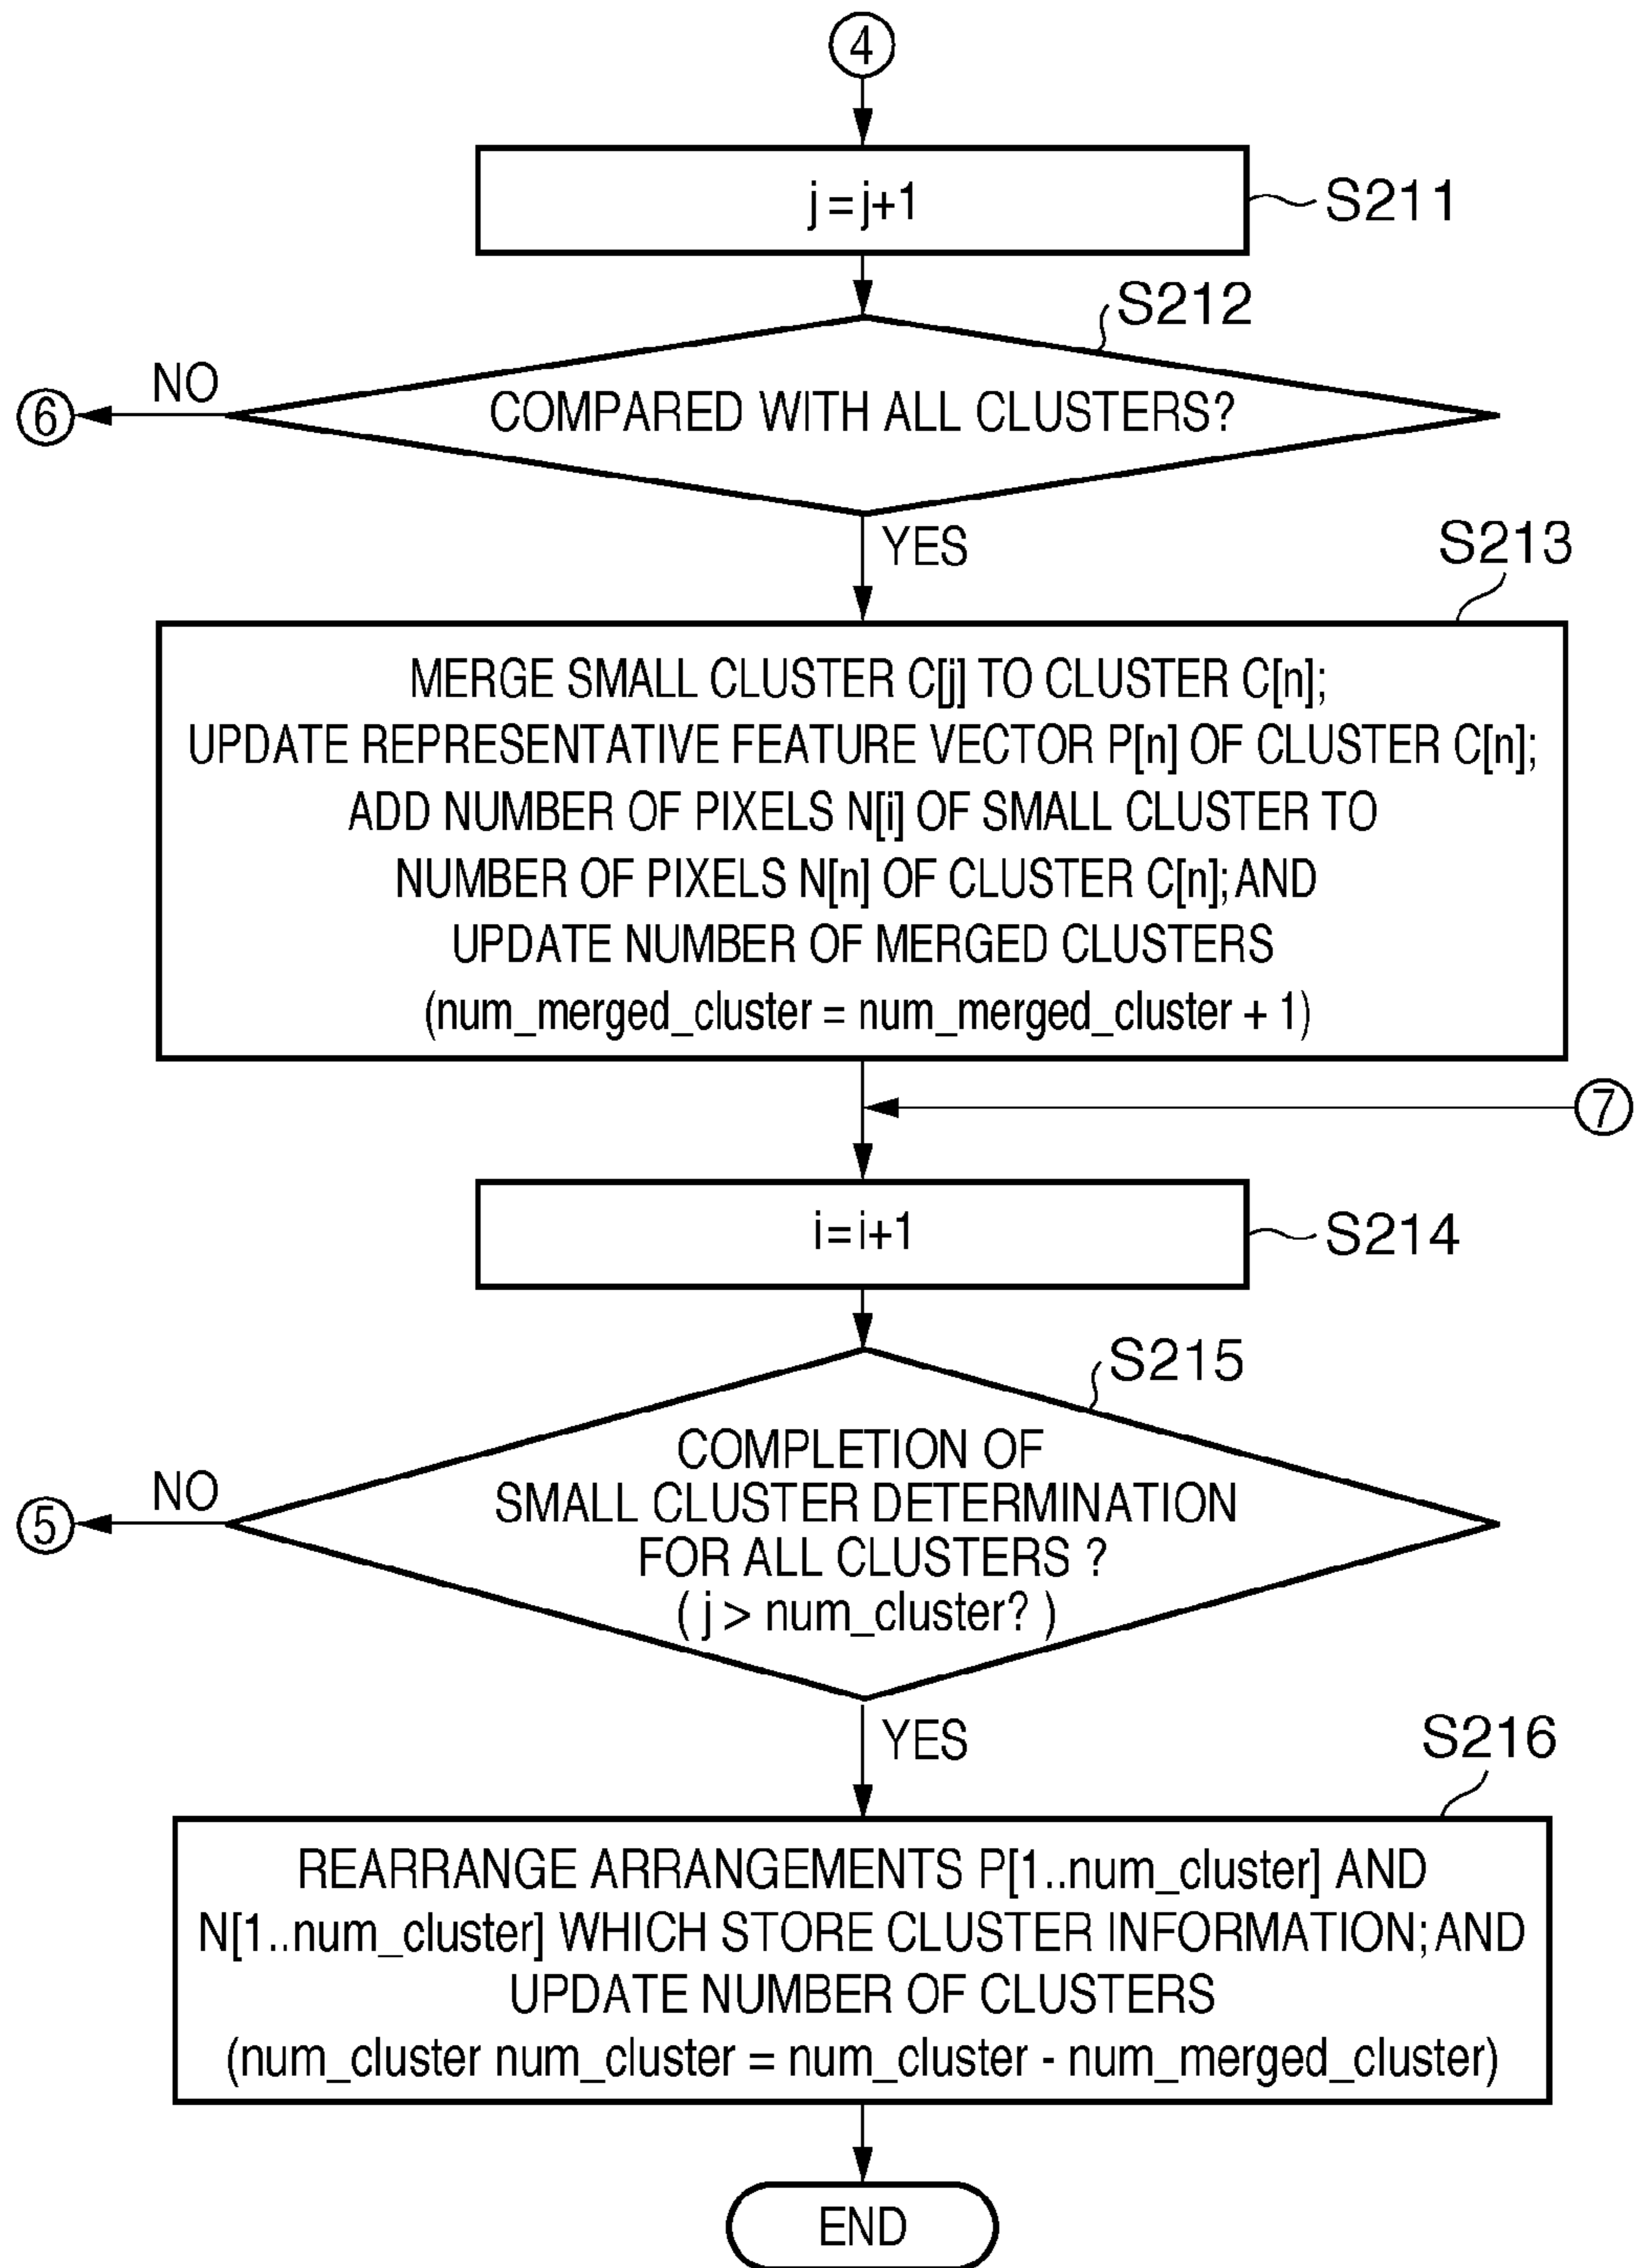 4
j = j+1
S211
S212
NO
6
COMPARED WITH ALL CLUSTERS?
YES
S213
MERGE SMALL CLUSTER C[j] TO CLUSTER C[n];
UPDATE REPRESENTATIVE FEATURE VECTOR P[n] OF CLUSTER C[n];
ADD NUMBER OF PIXELS N[i] OF SMALL CLUSTER TO
NUMBER OF PIXELS N[n] OF CLUSTER C[n]; AND
UPDATE NUMBER OF MERGED CLUSTERS
(num_merged_cluster = num_merged_cluster + 1)
7
i = i+1
S214
S215
NO
5
COMPLETION OF
SMALL CLUSTER DETERMINATION
FOR ALL CLUSTERS ?
( j > num_cluster? )
YES
S216
REARRANGE ARRANGEMENTS P[1..num_cluster] AND
N[1..num_cluster] WHICH STORE CLUSTER INFORMATION; AND
UPDATE NUMBER OF CLUSTERS
(num_cluster num_cluster = num_cluster - num_merged_cluster)
END